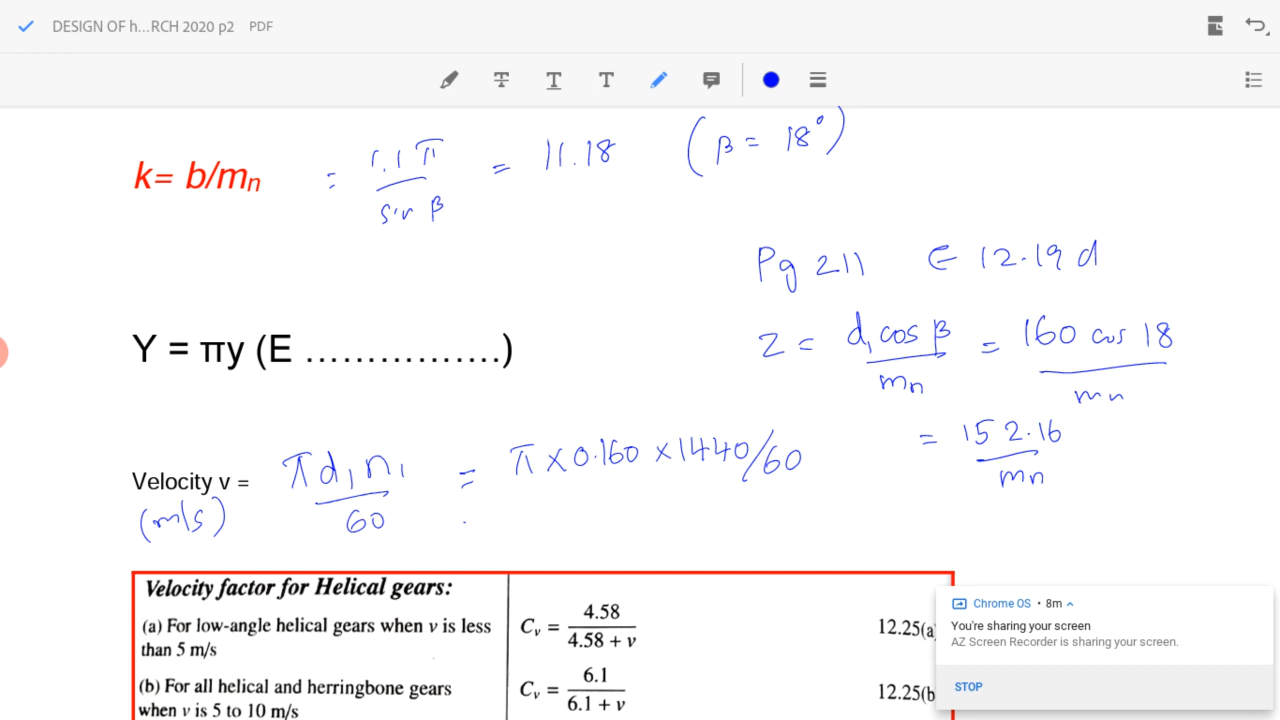 DESIGN OF h...RCH 2020 p2 PDF
k= b/mn = 1.1 π / sin β = 11.18 (β = 18°)
Pg 211 E 12.19 d
Y = πy (E ................)
z = d1 cos β / mn = 160 cos 18 / mn
= 152.16 / mn
Velocity v = π d1 n1 / 60 = π × 0.160 × 1440/60
(m/s)
Velocity factor for Helical gears:
(a) For low-angle helical gears when v is less
than 5 m/s
Cv = 4.58 / 4.58 + v
12.25(a
(b) For all helical and herringbone gears
when v is 5 to 10 m/s
Cv = 6.1 / 6.1 + v
12.25(b
Chrome OS • 8m
You're sharing your screen
AZ Screen Recorder is sharing your screen.
STOP